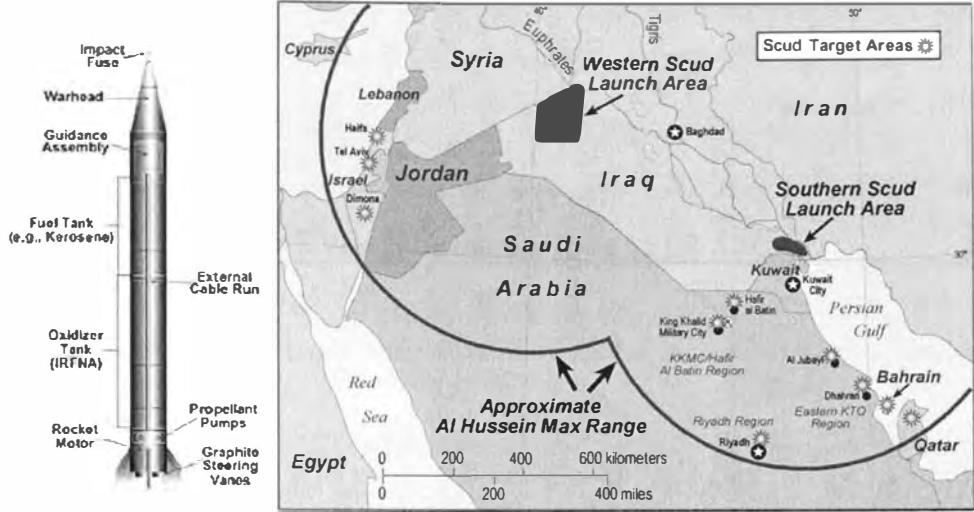 Impact
Fuse
Warhead
Guidance
Assembly
Fuel Tank
(e.g., Kerosene)
External
Cable Run
Oxidizer
Tank
(IRFNA)
Propellant
Pumps
Rocket
Motor
Graphite
Steering
Vanes
40
50
Scud Target Areas
Cyprus
Syria
Euphrates
Tigris
Western Scud
Launch Area
Iran
Lebanon
Haifa
Tel Aviv
Israel
Dimona
Jordan
Baghdad
Iraq
Southern Scud
Launch Area
30
Saudi
Arabia
Kuwait
Kuwait
City
Hafir
al Batin
King Khalid
Military City
Persian
Gulf
KKMC/Hafir
Al Batin Region
Al Jubayl
Dhahran
Bahrain
Eastern KTO
Region
Qatar
Red
Sea
Approximate
Al Hussein Max Range
Riyadh Region
Riyadh
Egypt
0 200 400 600 kilometers
0 200 400 miles